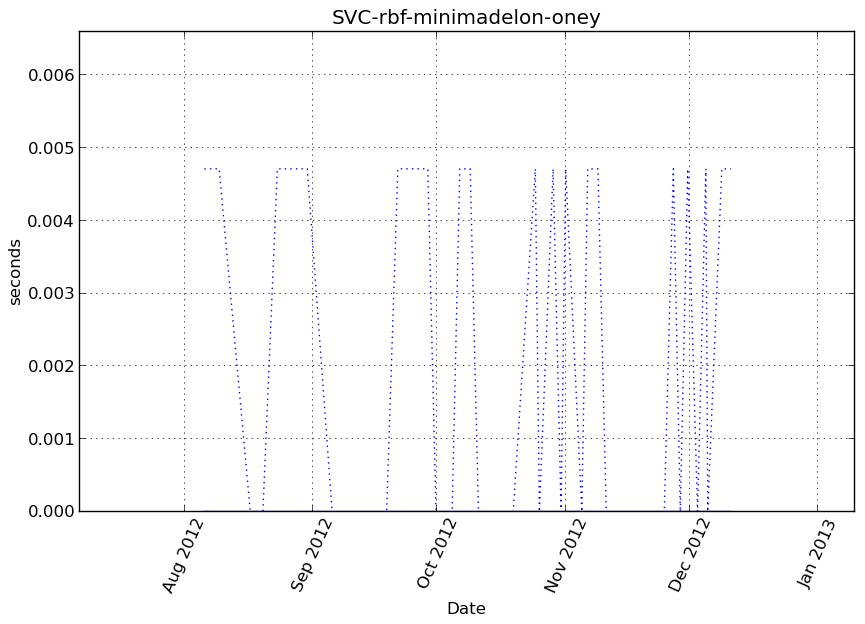 SVC-rbf-minimadelon-oney
0.006
0.005
0.004
0.003
0.002
0.001
0.000
seconds
Aug 2012
Sep 2012
Oct 2012
Nov 2012
Dec 2012
Jan 2013
Date